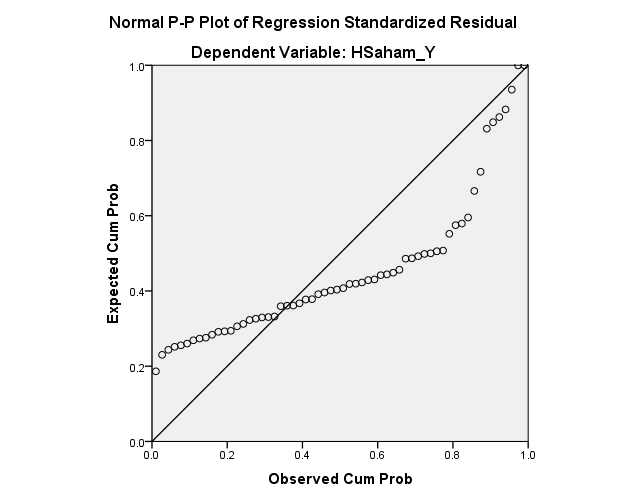 Normal P-P Plot of Regression Standardized Residual
Dependent Variable: HSaham_Y
Expected Cum Prob
1.0
0.8
0.6
0.4
0.2
0.0
0.0 0.2 0.4 0.6 0.8 1.0
Observed Cum Prob